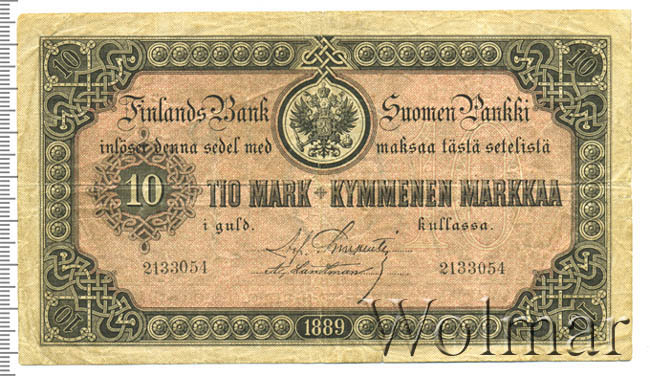 10 10
Finlands Bank Suomen Pankki
inlöser denna sedel med maksaa tästä setelistä
10 TIO MARK + KYMMENEN MARKKAA
i guld. kullassa.
2133054 2133054
10 1889 10
Wolmar